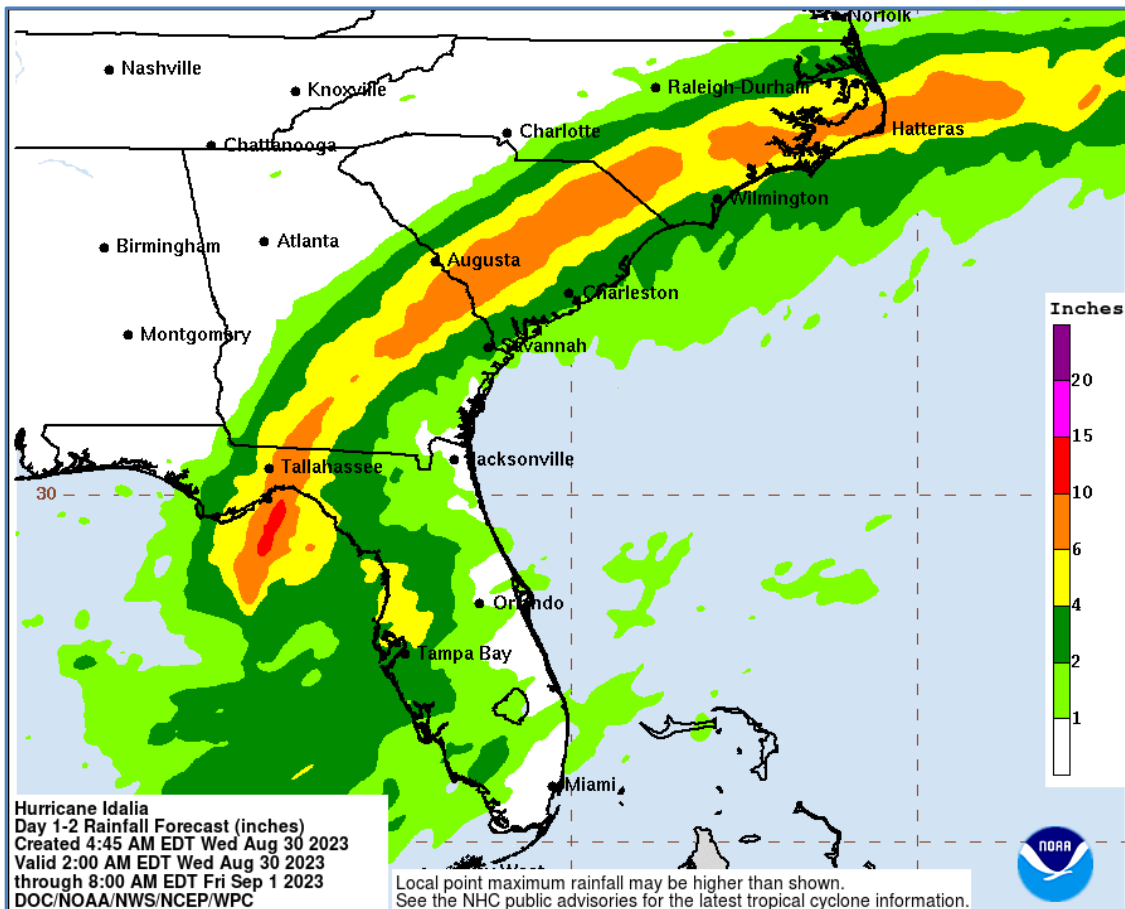 Norfolk
Nashville
Knoxville
Raleigh-Durham
Charlotte
Hatteras
Chattanooga
Wilmington
Birmingham
Atlanta
Augusta
Charleston
Montgomery
Savannah
Inches
20
15
10
6
4
2
1
Tallahassee
Jacksonville
30
Orlando
Tampa Bay
Miami
West
Hurricane Idalia
Day 1-2 Rainfall Forecast (inches)
Created 4:45 AM EDT Wed Aug 30 2023
Valid 2:00 AM EDT Wed Aug 30 2023
through 8:00 AM EDT Fri Sep 1 2023
DOC/NOAA/NWS/NCEP/WPC
Local point maximum rainfall may be higher than shown.
See the NHC public advisories for the latest tropical cyclone information.
NOAA